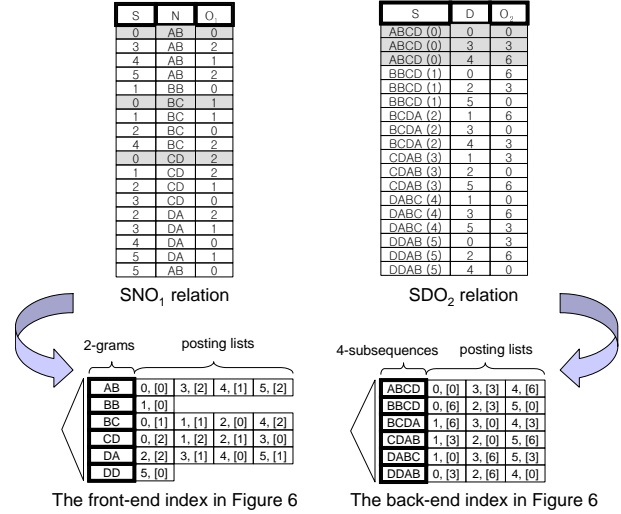 S N O1
0 AB 0
3 AB 2
4 AB 1
5 AB 2
1 BB 0
0 BC 1
1 BC 1
2 BC 0
4 BC 2
0 CD 2
1 CD 2
2 CD 1
3 CD 0
2 DA 2
3 DA 1
4 DA 0
5 DA 1
5 AB 0
SNO1 relation
S D O2
ABCD (0) 0 0
ABCD (0) 3 3
ABCD (0) 4 6
BBCD (1) 0 6
BBCD (1) 2 3
BBCD (1) 5 0
BCDA (2) 1 6
BCDA (2) 3 0
BCDA (2) 4 3
CDAB (3) 1 3
CDAB (3) 2 0
CDAB (3) 5 6
DABC (4) 1 0
DABC (4) 3 6
DABC (4) 5 3
DDAB (5) 0 3
DDAB (5) 2 6
DDAB (5) 4 0
SDO2 relation
2-grams posting lists
AB 0, [0] 3, [2] 4, [1] 5, [2]
BB 1, [0]
BC 0, [1] 1, [1] 2, [0] 4, [2]
CD 0, [2] 1, [2] 2, [1] 3, [0]
DA 2, [2] 3, [1] 4, [0] 5, [1]
DD 5, [0]
The front-end index in Figure 6
4-subsequences posting lists
ABCD 0, [0] 3, [3] 4, [6]
BBCD 0, [6] 2, [3] 5, [0]
BCDA 1, [6] 3, [0] 4, [3]
CDAB 1, [3] 2, [0] 5, [6]
DABC 1, [0] 3, [6] 5, [3]
DDAB 0, [3] 2, [6] 4, [0]
The back-end index in Figure 6